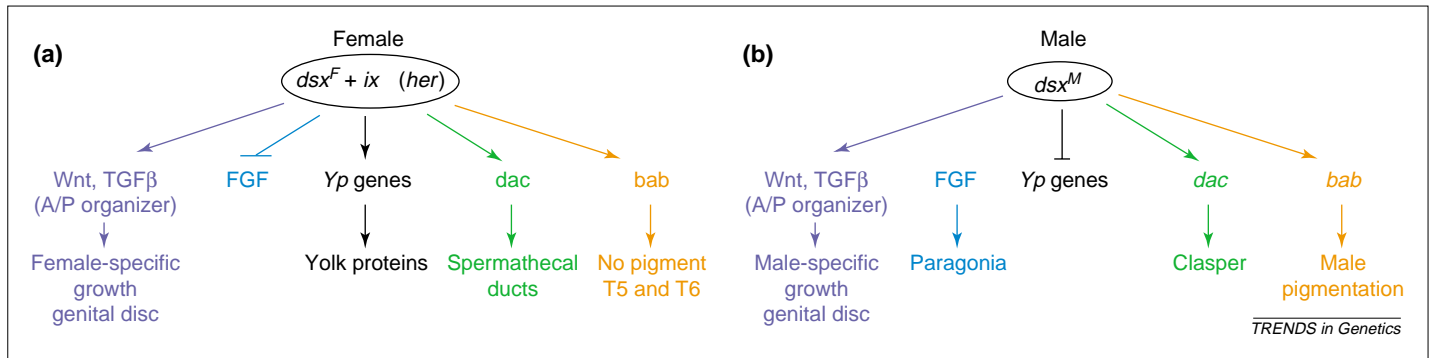 (a)
Female
dsx^F + ix (her)
Wnt, TGFβ
(A/P organizer)
FGF
Yp genes
dac
bab
Female-specific
growth
genital disc
Yolk proteins
Spermathecal
ducts
No pigment
T5 and T6
(b)
Male
dsx^M
Wnt, TGFβ
(A/P organizer)
FGF
Yp genes
dac
bab
Male-specific
growth
genital disc
Paragonia
Clasper
Male
pigmentation
TRENDS in Genetics